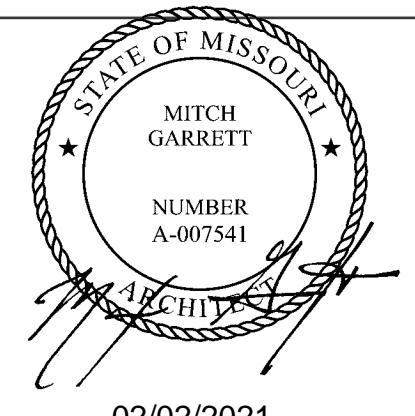 STATE OF MISSOURI
MITCH
GARRETT
NUMBER
A-007541
ARCHITECT
02/02/2021